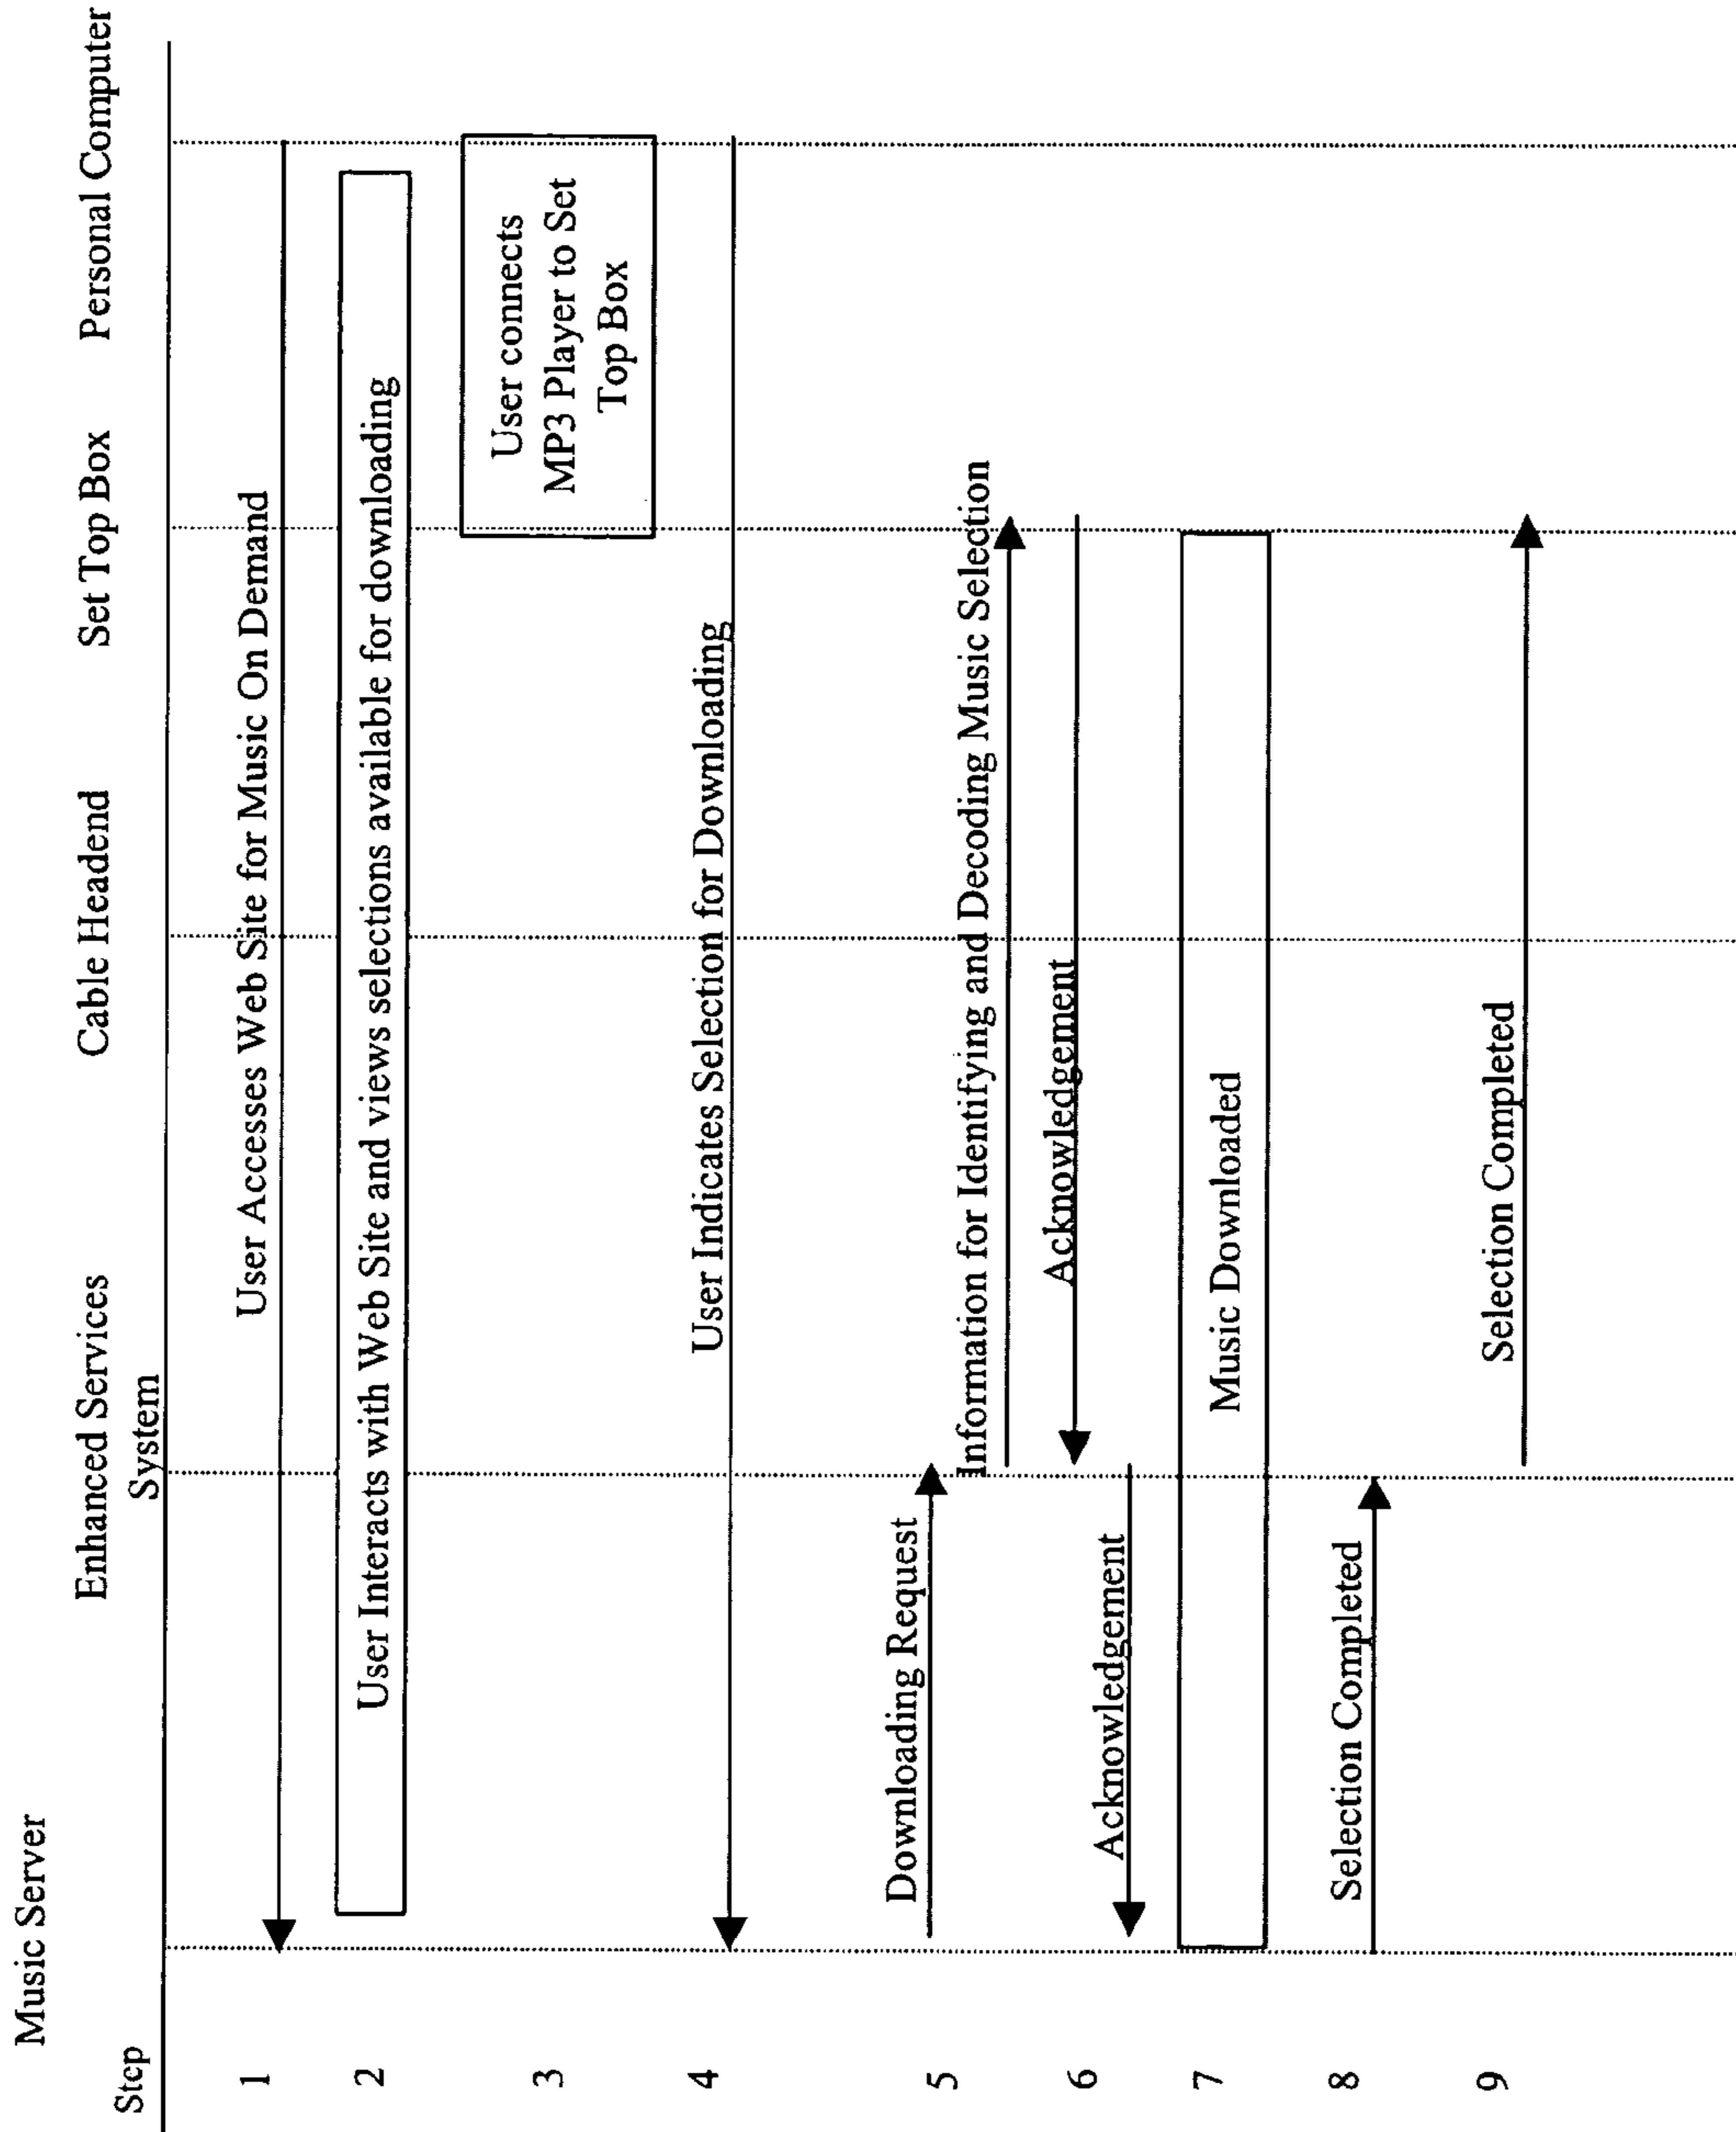 Music Server
Enhanced Services
System
Cable Headend
Set Top Box
Personal Computer
Step
1
User Accesses Web Site for Music On Demand
2
User Interacts with Web Site and views selections available for downloading
3
User connects
MP3 Player to Set
Top Box
4
User Indicates Selection for Downloading
5
Downloading Request
Information for Identifying and Decoding Music Selection
6
Acknowledgement
Acknowledgement
7
Music Downloaded
8
Selection Completed
9
Selection Completed